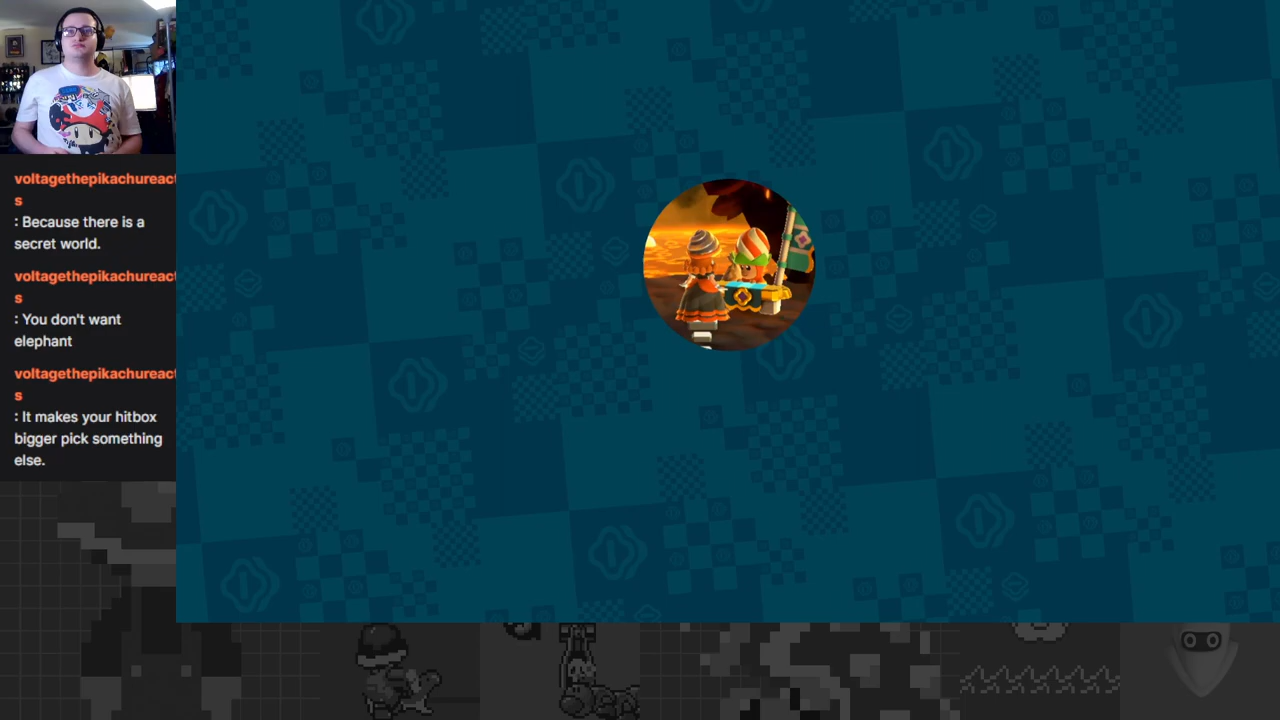 voltagethepikachureact
s
: Because there is a
secret world.
voltagethepikachureact
s
: You don't want
elephant
voltagethepikachureact
s
: It makes your hitbox
bigger pick something
else.